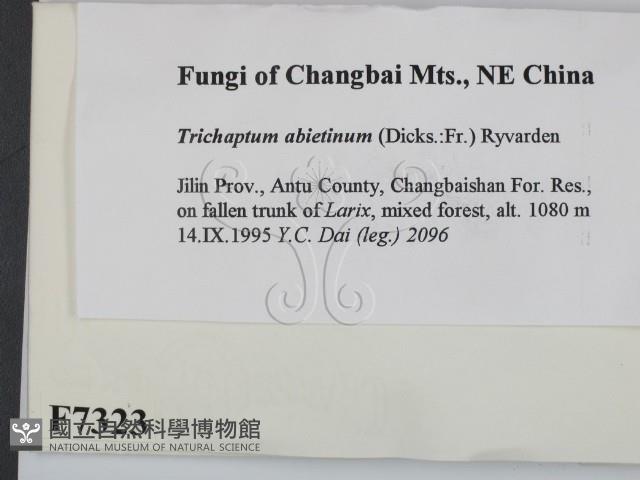 Fungi of Changbai Mts., NE China
Trichaptum abietinum (Dicks.:Fr.) Ryvarden
Jilin Prov., Antu County, Changbaishan For. Res.,
on fallen trunk of Larix, mixed forest, alt. 1080 m
14.IX.1995 Y.C. Dai (leg.) 2096
F7323
國立自然科學博物館
NATIONAL MUSEUM OF NATURAL SCIENCE